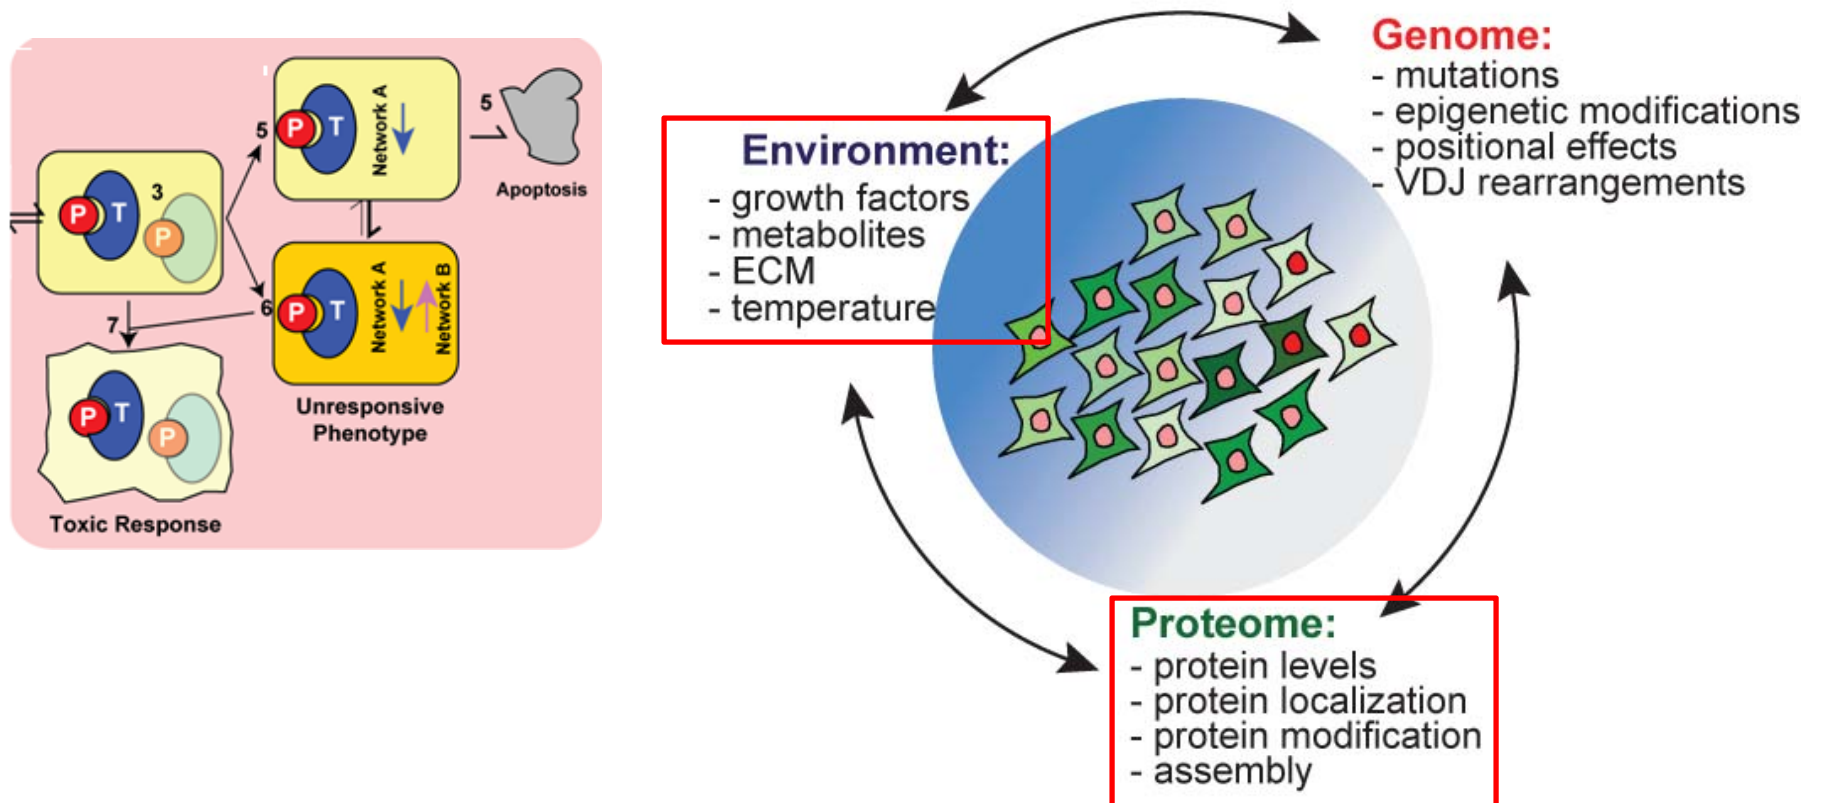 5
P
T
Network A
5
Apoptosis
P
T
3
P
6
P
T
Network A
Network B
7
Unresponsive
Phenotype
P
T
P
Toxic Response
Environment:
- growth factors
- metabolites
- ECM
- temperature
Genome:
- mutations
- epigenetic modifications
- positional effects
- VDJ rearrangements
Proteome:
- protein levels
- protein localization
- protein modification
- assembly